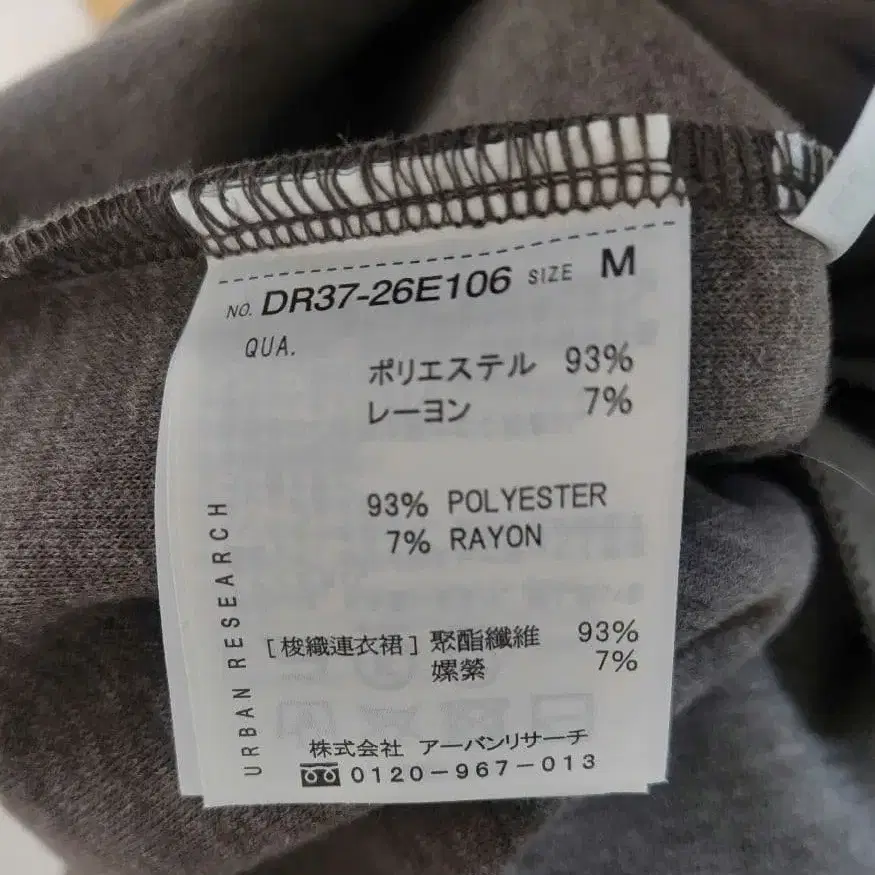 NO. DR37-26E106 SIZE M
QUA.
ポリエステル 93%
レーヨン 7%
93% POLYESTER
7% RAYON
[梭織連衣裙] 聚酯纖維 93%
嫘縈 7%
URBAN RESEARCH
株式会社 アーバンリサーチ
0120-967-013